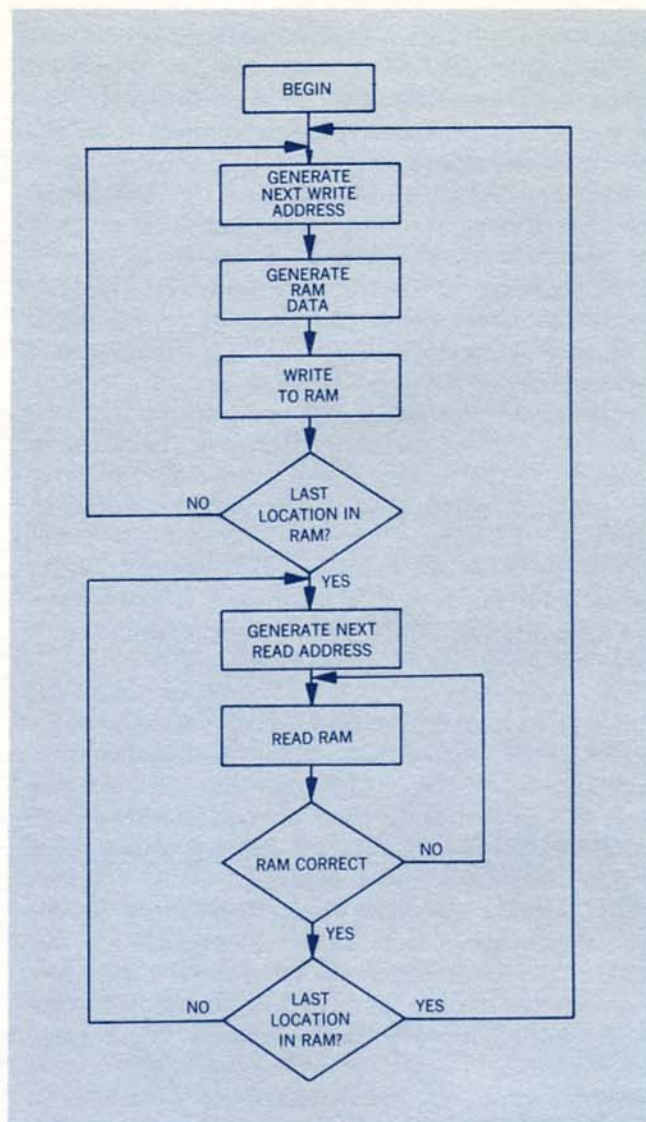 BEGIN
GENERATE
NEXT WRITE
ADDRESS
GENERATE
RAM
DATA
WRITE
TO RAM
NO
LAST
LOCATION IN
RAM?
YES
GENERATE NEXT
READ ADDRESS
READ RAM
RAM CORRECT
NO
YES
NO
LAST
LOCATION
IN RAM?
YES